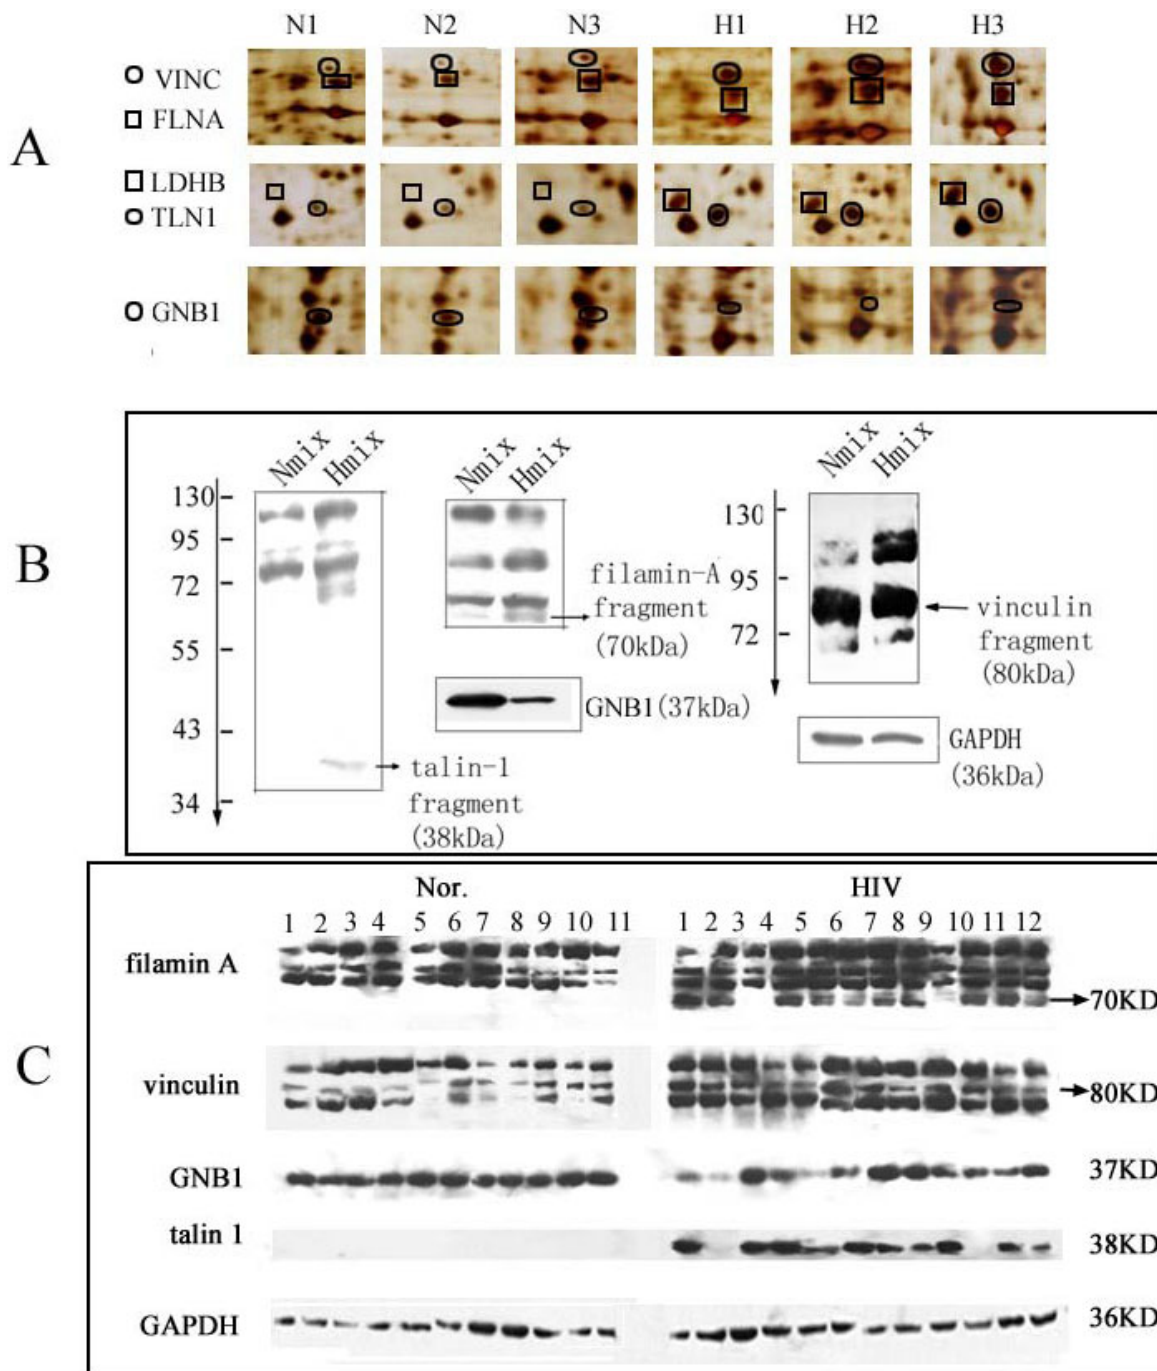 N1 N2 N3 H1 H2 H3
A
VINC
FLNA
LDHB
TLN1
GNB1
B
Nmix Hmix
130
95
72
55
43
34
talin-1
fragment
(38kDa)
Nmix Hmix
filamin-A
fragment
(70kDa)
GNB1(37kDa)
Nmix Hmix
130
95
72
vinculin
fragment
(80kDa)
GAPDH
(36kDa)
C
Nor. HIV
1 2 3 4 5 6 7 8 9 10 11 1 2 3 4 5 6 7 8 9 10 11 12
filamin A 70KD
vinculin 80KD
GNB1 37KD
talin 1 38KD
GAPDH 36KD